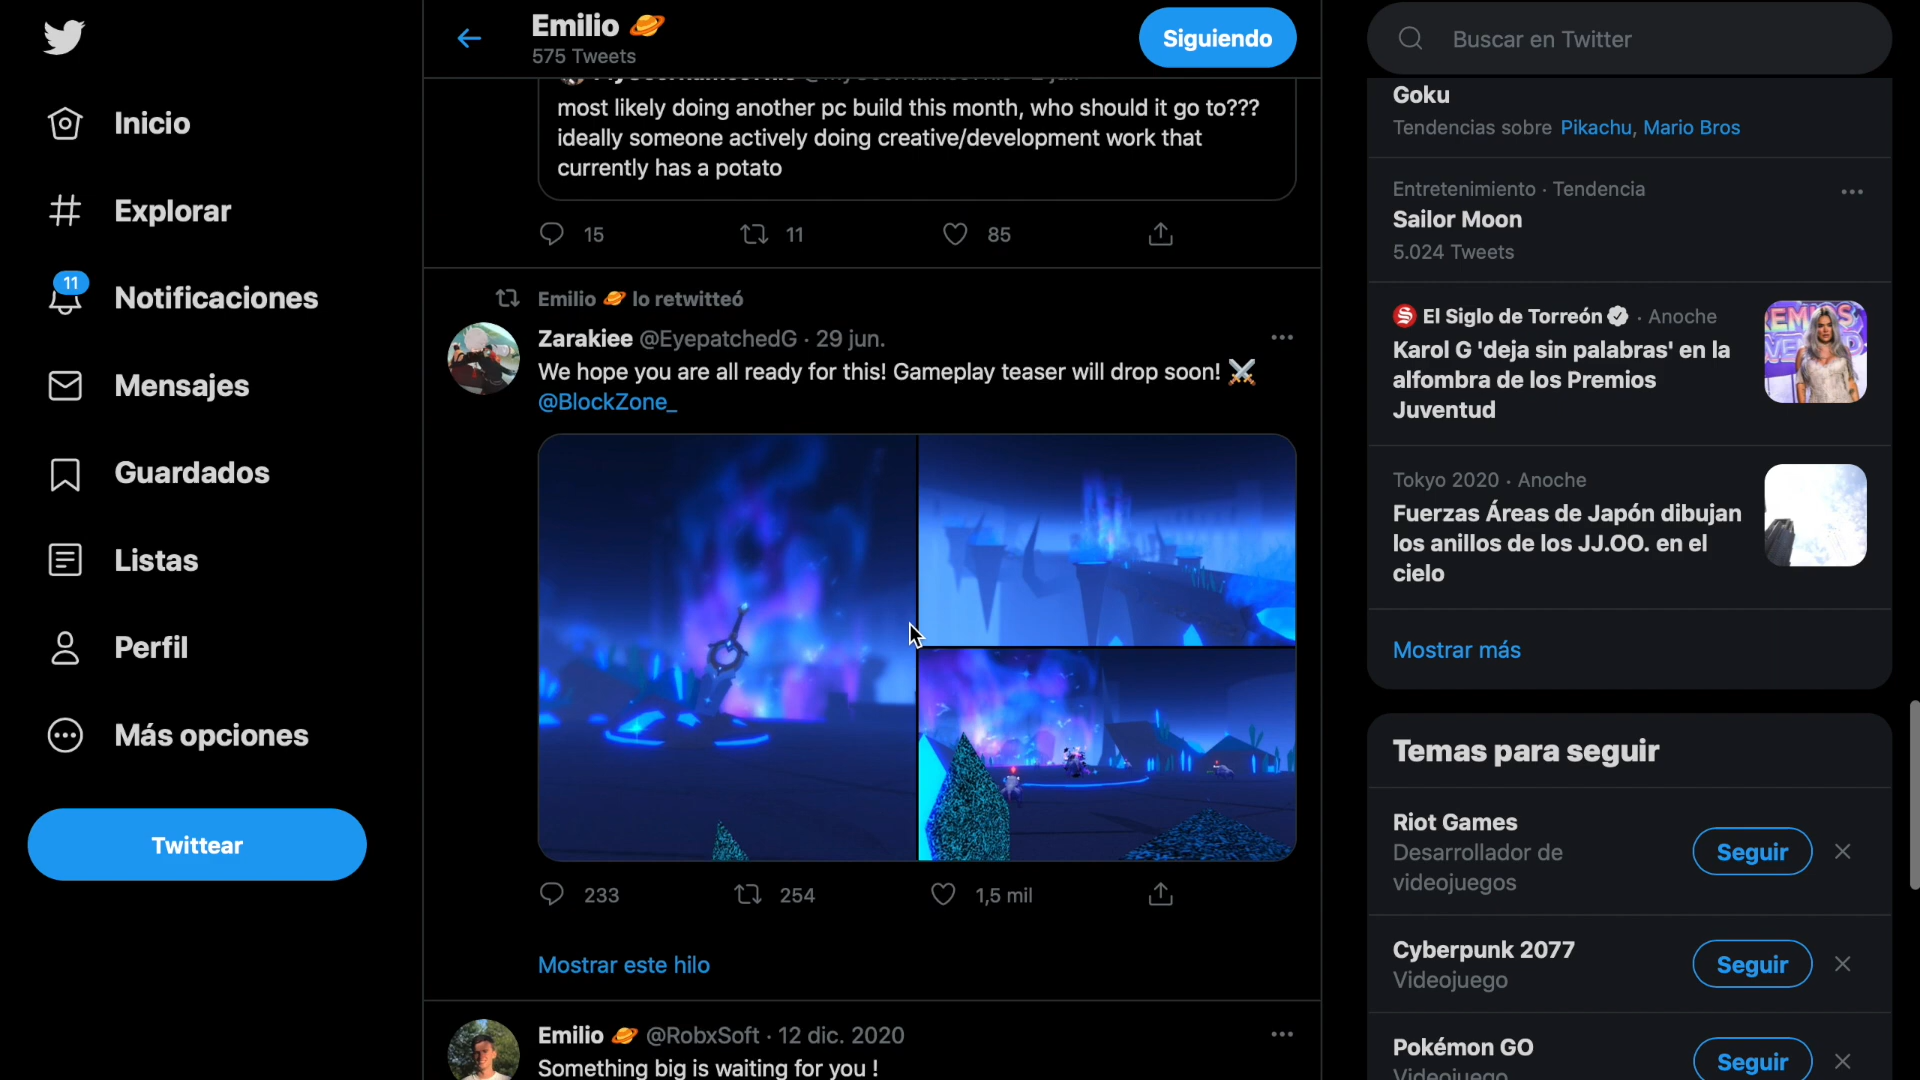 Inicio
Explorar
11
Notificaciones
Mensajes
Guardados
Listas
Perfil
Más opciones
Twittear
Emilio 🪐
575 Tweets
Siguiendo
most likely doing another pc build this month, who should it go to???
ideally someone actively doing creative/development work that
currently has a potato
15
11
85
Emilio 🪐 lo retwitteó
Zarakiee @EyepatchedG · 29 jun.
We hope you are all ready for this! Gameplay teaser will drop soon! ⚔️
@BlockZone_
233
254
1,5 mil
Mostrar este hilo
Emilio 🪐 @RobxSoft · 12 dic. 2020
Something big is waiting for you !
Buscar en Twitter
Goku
Tendencias sobre Pikachu, Mario Bros
Entretenimiento · Tendencia
Sailor Moon
5.024 Tweets
El Siglo de Torreón · Anoche
Karol G 'deja sin palabras' en la
alfombra de los Premios
Juventud
Tokyo 2020 · Anoche
Fuerzas Áreas de Japón dibujan
los anillos de los JJ.OO. en el
cielo
Mostrar más
Temas para seguir
Riot Games
Desarrollador de
videojuegos
Seguir
Cyberpunk 2077
Videojuego
Seguir
Pokémon GO
Videojuego
Seguir